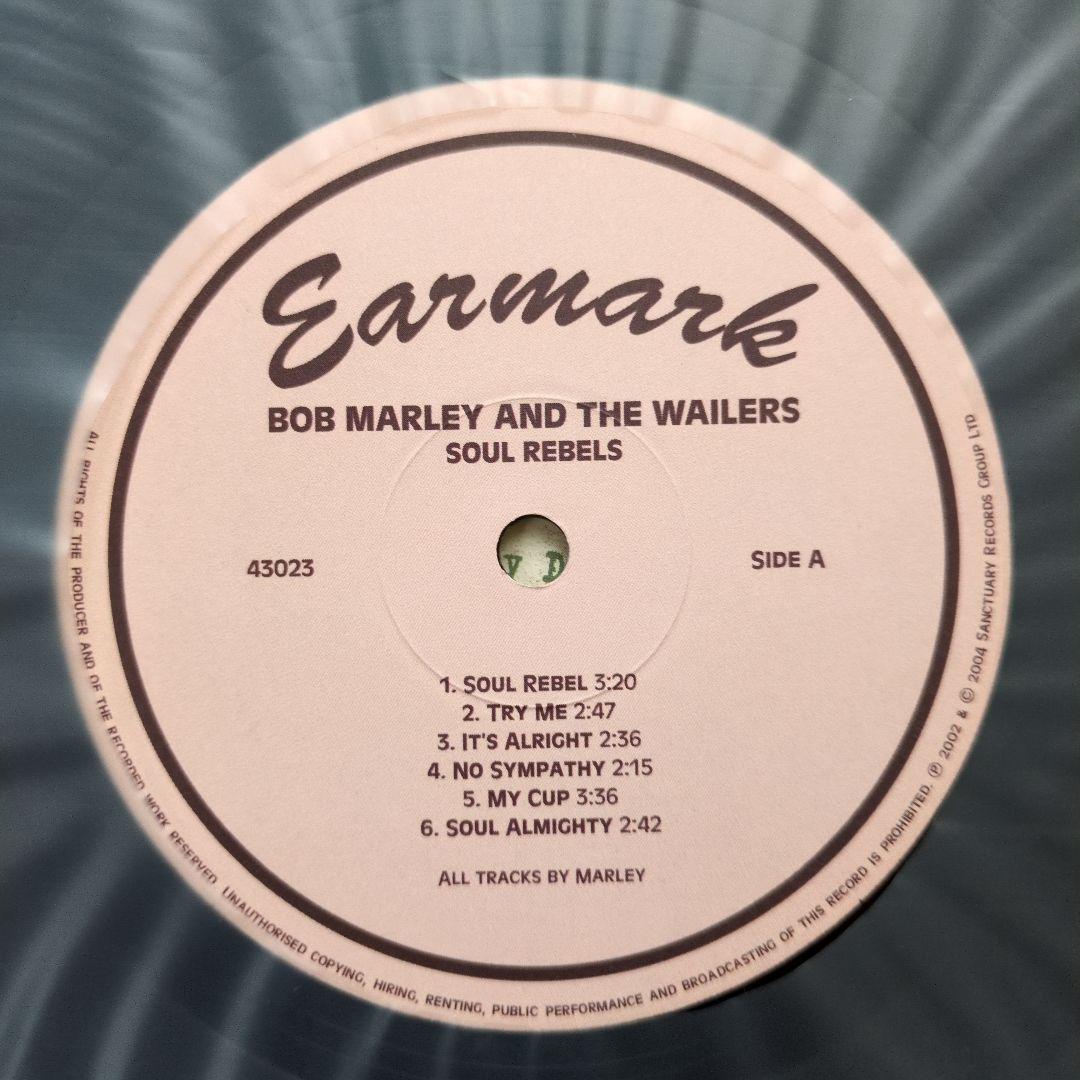 Earmark
BOB MARLEY AND THE WAILERS
SOUL REBELS
43023
SIDE A
V D
1. SOUL REBEL 3:20
2. TRY ME 2:47
3. IT'S ALRIGHT 2:36
4. NO SYMPATHY 2:15
5. MY CUP 3:36
6. SOUL ALMIGHTY 2:42
ALL TRACKS BY MARLEY
ALL RIGHTS OF THE PRODUCER AND OF THE RECORDED WORK RESERVED. UNAUTHORISED COPYING, HIRING, RENTING, PUBLIC PERFORMANCE AND BROADCASTING OF THIS RECORD IS PROHIBITED. ℗ 2002 & © 2004 SANCTUARY RECORDS GROUP LTD